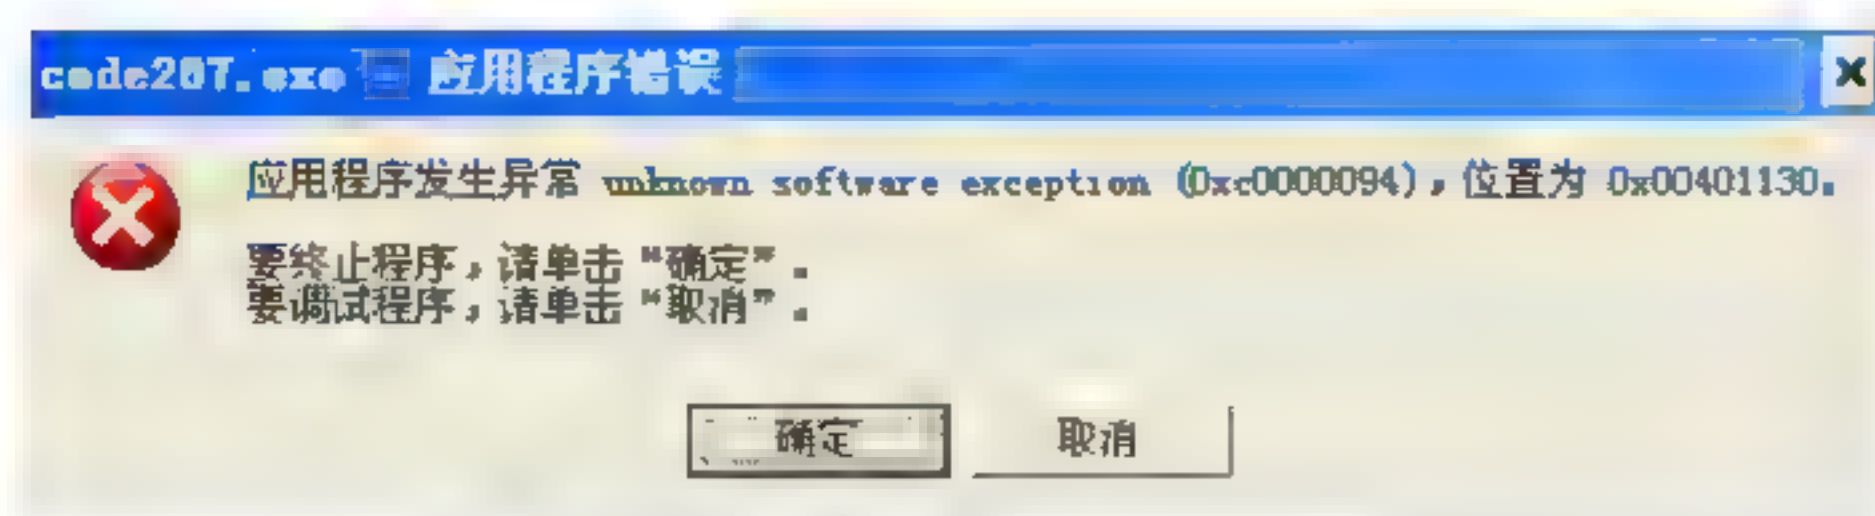 code207.exe - 应用程序错误
应用程序发生异常 unknown software exception (0xc0000094)，位置为 0x00401130。
要终止程序，请单击“确定”。
要调试程序，请单击“取消”。
确定 取消